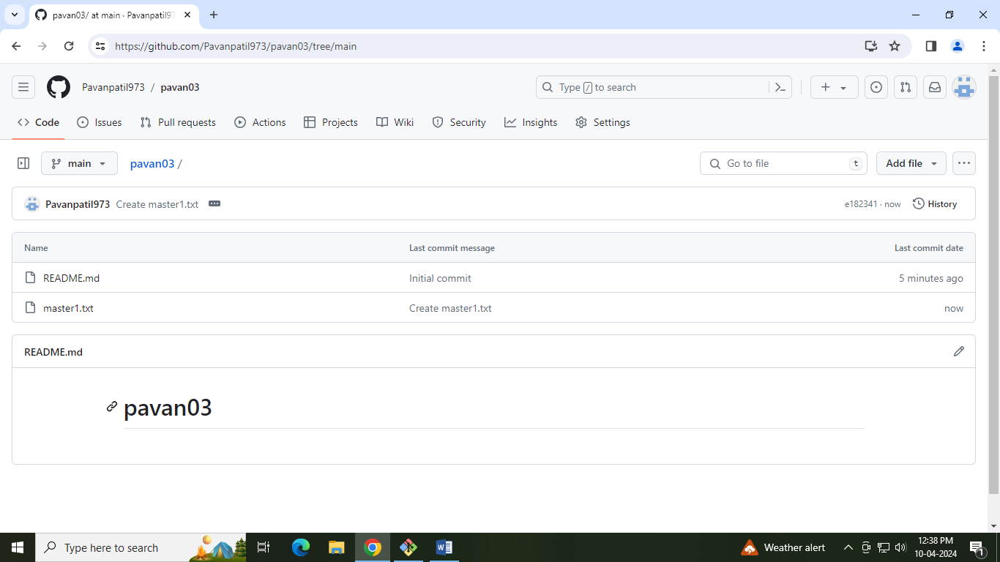 pavan03/ at main · Pavanpatil97
https://github.com/Pavanpatil973/pavan03/tree/main
Pavanpatil973 / pavan03
Type / to search
Code Issues Pull requests Actions Projects Wiki Security Insights Settings
main pavan03 / Go to file t Add file
Pavanpatil973 Create master1.txt e182341 · now History
Name Last commit message Last commit date
README.md Initial commit 5 minutes ago
master1.txt Create master1.txt now
README.md
pavan03
Type here to search
Weather alert
12:38 PM
10-04-2024
1